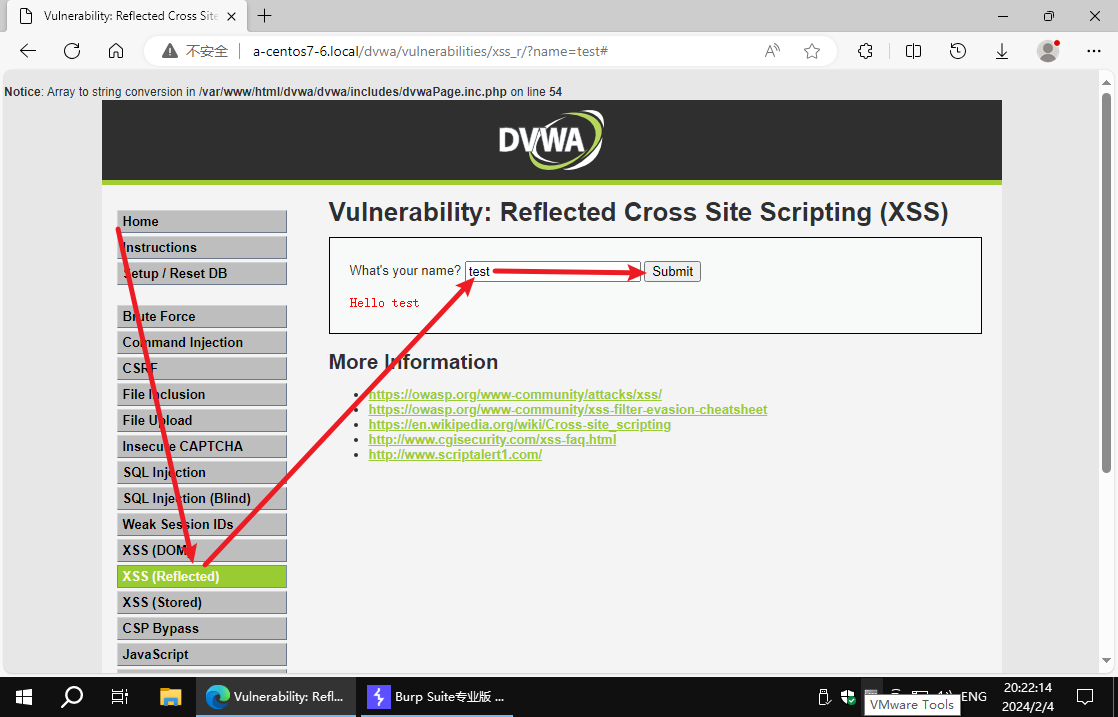 Vulnerability: Reflected Cross Site
不安全
a-centos7-6.local/dvwa/vulnerabilities/xss_r/?name=test#
Notice: Array to string conversion in /var/www/html/dvwa/dvwa/includes/dvwaPage.inc.php on line 54
DVWA
Home
Instructions
Setup / Reset DB
Brute Force
Command Injection
CSRF
File Inclusion
File Upload
Insecure CAPTCHA
SQL Injection
SQL Injection (Blind)
Weak Session IDs
XSS (DOM)
XSS (Reflected)
XSS (Stored)
CSP Bypass
JavaScript
Vulnerability: Reflected Cross Site Scripting (XSS)
What's your name? test Submit
Hello test
More Information
• https://owasp.org/www-community/attacks/xss/
• https://owasp.org/www-community/xss-filter-evasion-cheatsheet
• https://en.wikipedia.org/wiki/Cross-site_scripting
• http://www.cgisecurity.com/xss-faq.html
• http://www.scriptalert1.com/
Vulnerability: Refl...
Burp Suite专业版 ...
VMware Tools
ENG
20:22:14
2024/2/4